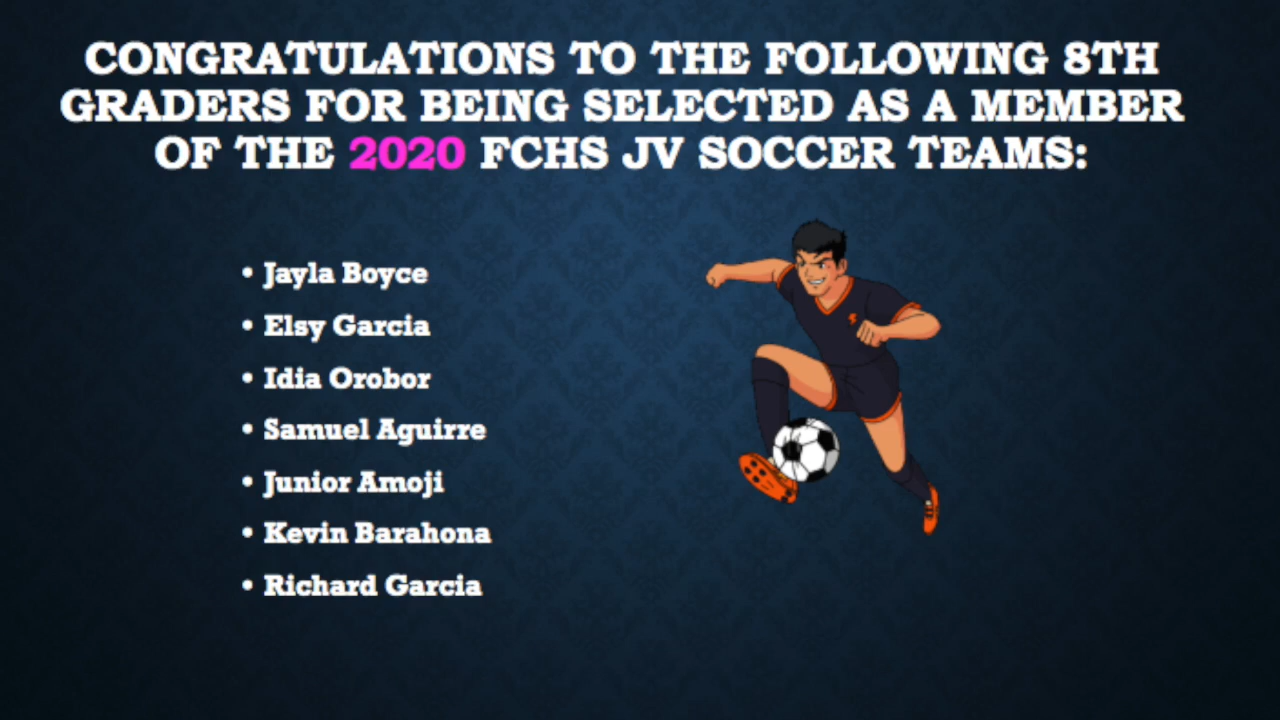 CONGRATULATIONS TO THE FOLLOWING 8TH
GRADERS FOR BEING SELECTED AS A MEMBER
OF THE 2020 FCHS JV SOCCER TEAMS:
• Jayla Boyce
• Elsy Garcia
• Idia Orobor
• Samuel Aguirre
• Junior Amoji
• Kevin Barahona
• Richard Garcia